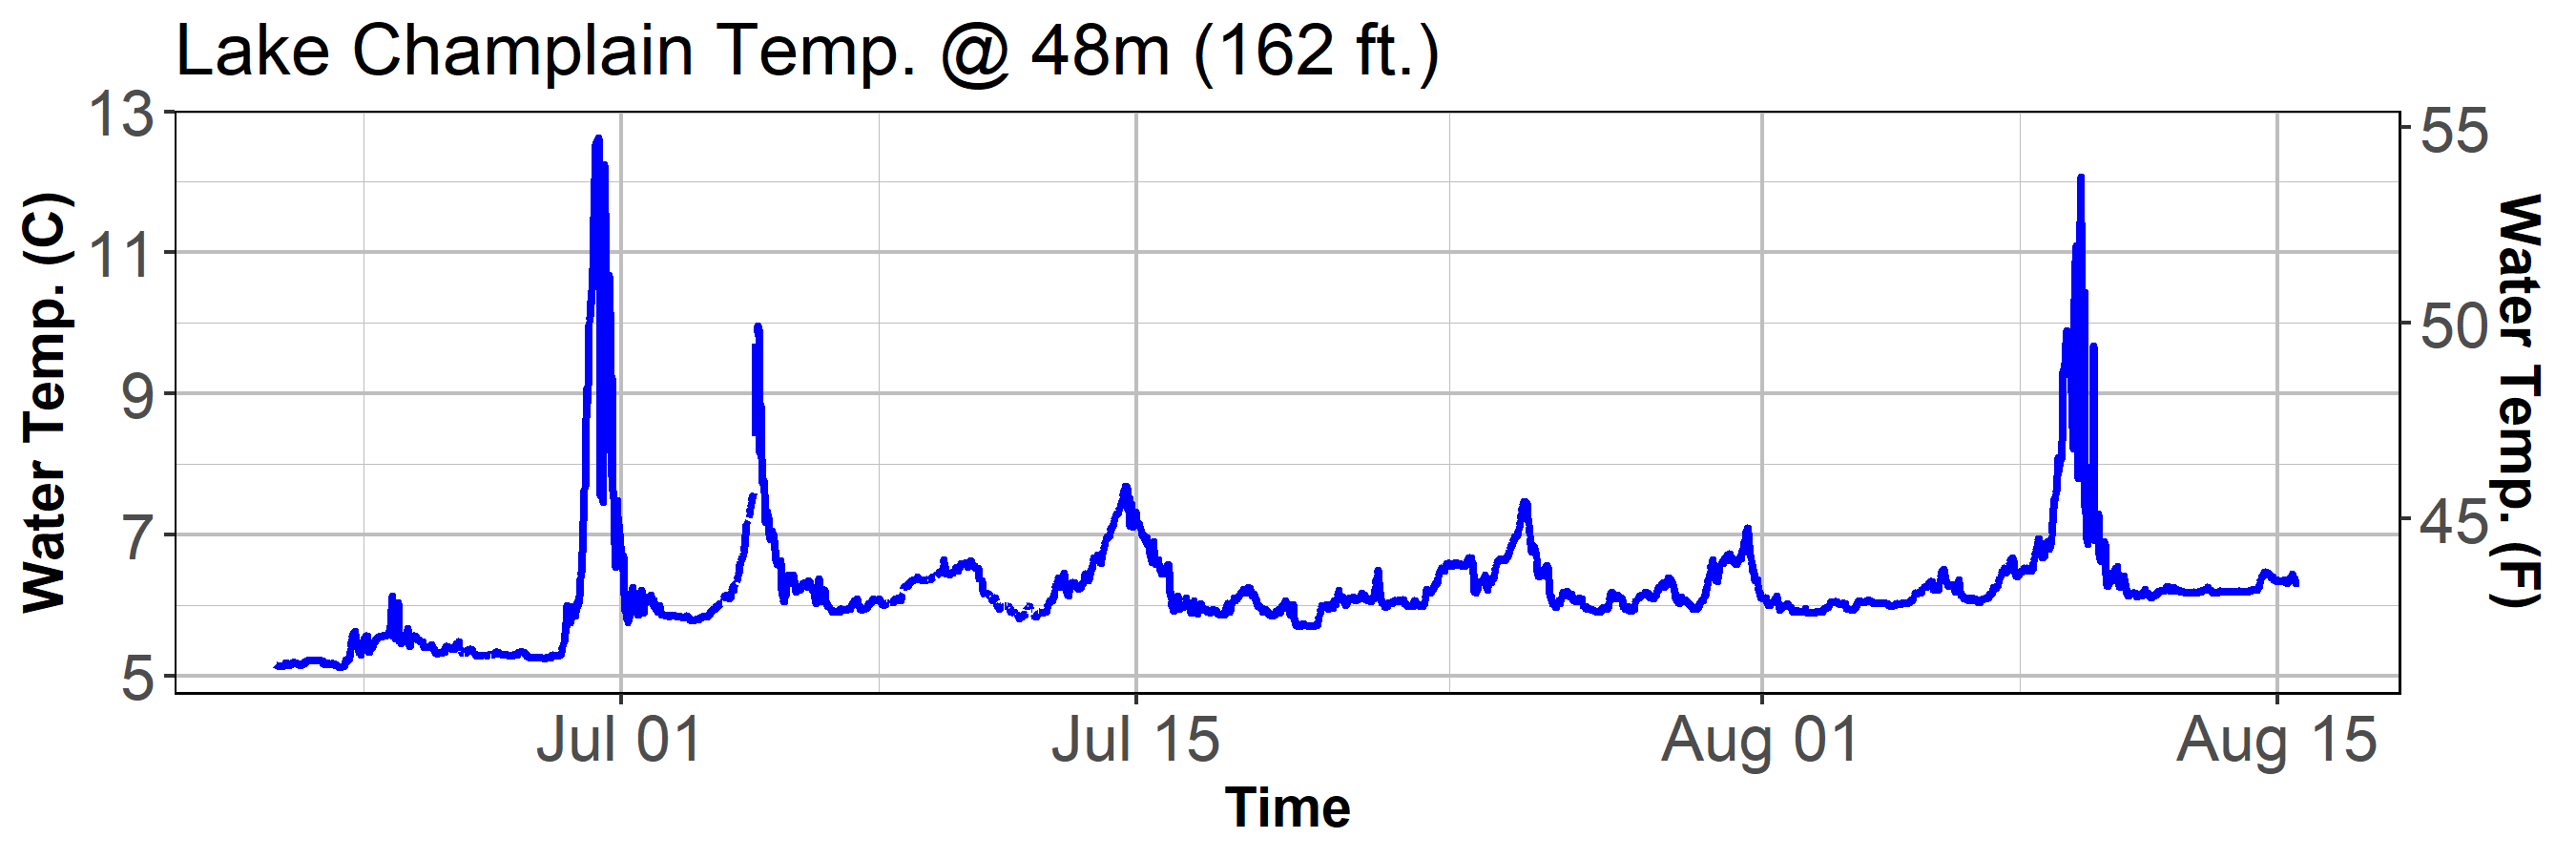 Lake Champlain Temp. @ 48m (162 ft.)
Water Temp. (C)
13
11
9
7
5
55
50
45
Water Temp. (F)
Jul 01
Jul 15
Aug 01
Aug 15
Time